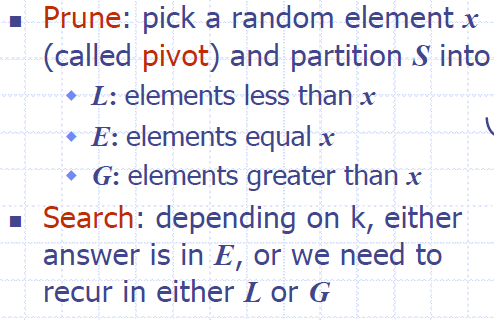 Prune: pick a random element x
(called pivot) and partition S into
L: elements less than x
E: elements equal x
G: elements greater than x
Search: depending on k, either
answer is in E, or we need to
recur in either L or G